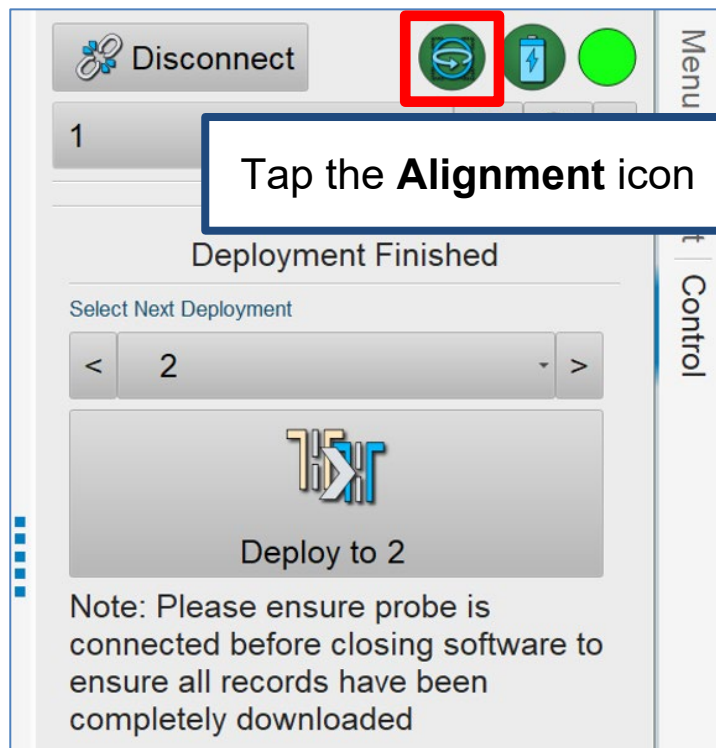 Disconnect
Menu
1
Tap the Alignment icon
Deployment Finished
Select Next Deployment
Control
< 2 >
Deploy to 2
Note: Please ensure probe is
connected before closing software to
ensure all records have been
completely downloaded